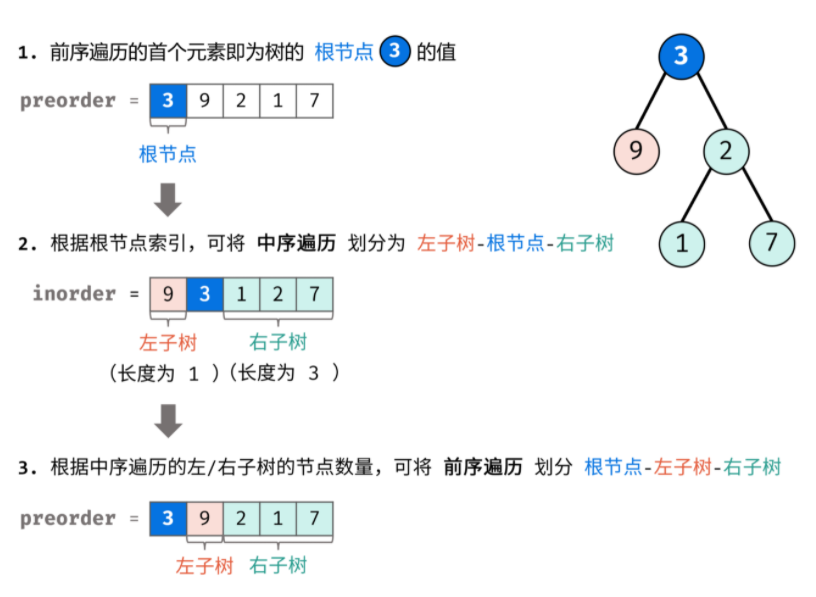 1. 前序遍历的首个元素即为树的 根节点 3 的值
preorder = 3 9 2 1 7
根节点
2. 根据根节点索引，可将 中序遍历 划分为 左子树-根节点-右子树
inorder = 9 3 1 2 7
左子树 右子树
（长度为 1 ）（长度为 3 ）
3. 根据中序遍历的左/右子树的节点数量，可将 前序遍历 划分 根节点-左子树-右子树
preorder = 3 9 2 1 7
左子树 右子树
3
9 2
1 7